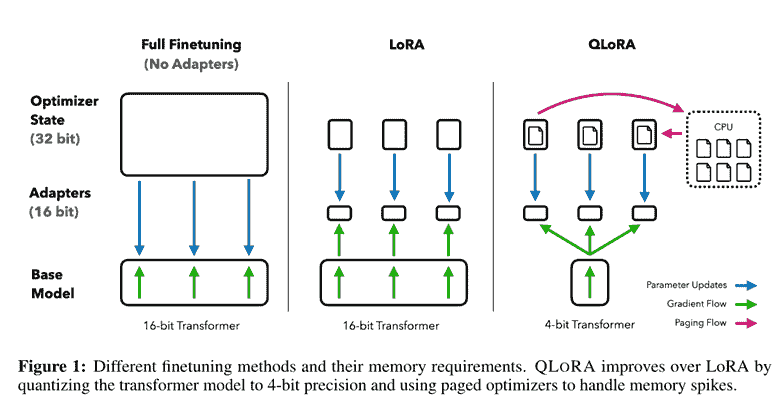 Full Finetuning
(No Adapters)
LoRA
QLoRA
Optimizer
State
(32 bit)
CPU
Adapters
(16 bit)
Base
Model
16-bit Transformer
16-bit Transformer
4-bit Transformer
Parameter Updates
Gradient Flow
Paging Flow
Figure 1: Different finetuning methods and their memory requirements. QLORA improves over LoRA by
quantizing the transformer model to 4-bit precision and using paged optimizers to handle memory spikes.